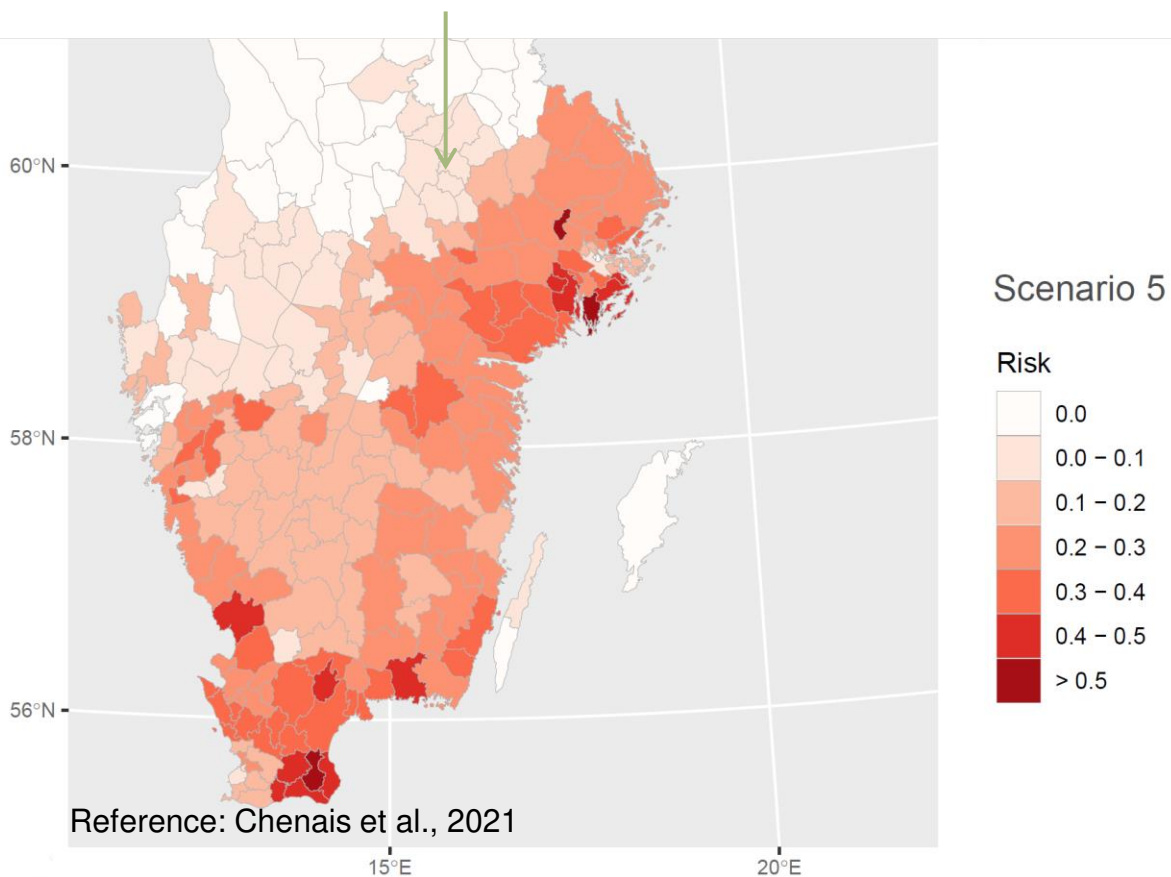 60°N
58°N
56°N
Reference: Chenais et al., 2021
15°E
20°E
Scenario 5
Risk
0.0
0.0 − 0.1
0.1 − 0.2
0.2 − 0.3
0.3 − 0.4
0.4 − 0.5
> 0.5